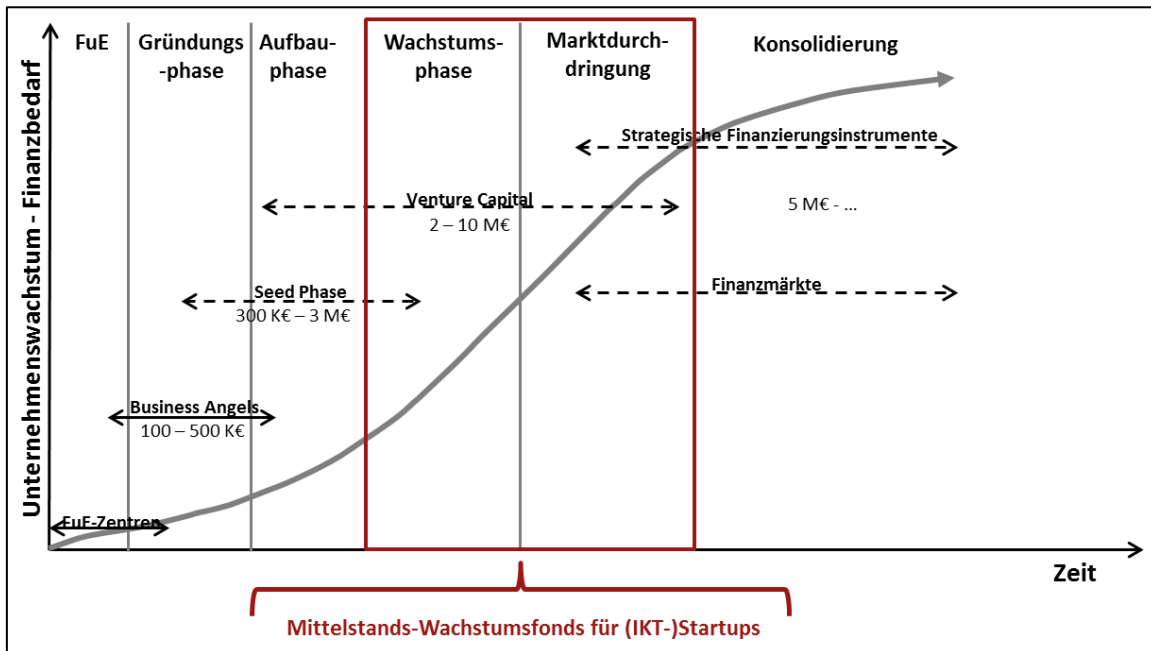 FuE
Gründungs
-phase
Aufbau-
phase
Wachstums-
phase
Marktdurch-
dringung
Konsolidierung
Unternehmenswachstum - Finanzbedarf
Strategische Finanzierungsinstrumente
Venture Capital
2 – 10 M€
5 M€ - ...
Seed Phase
300 K€ – 3 M€
Finanzmärkte
Business Angels
100 – 500 K€
FuE-Zentren
Zeit
Mittelstands-Wachstumsfonds für (IKT-)Startups